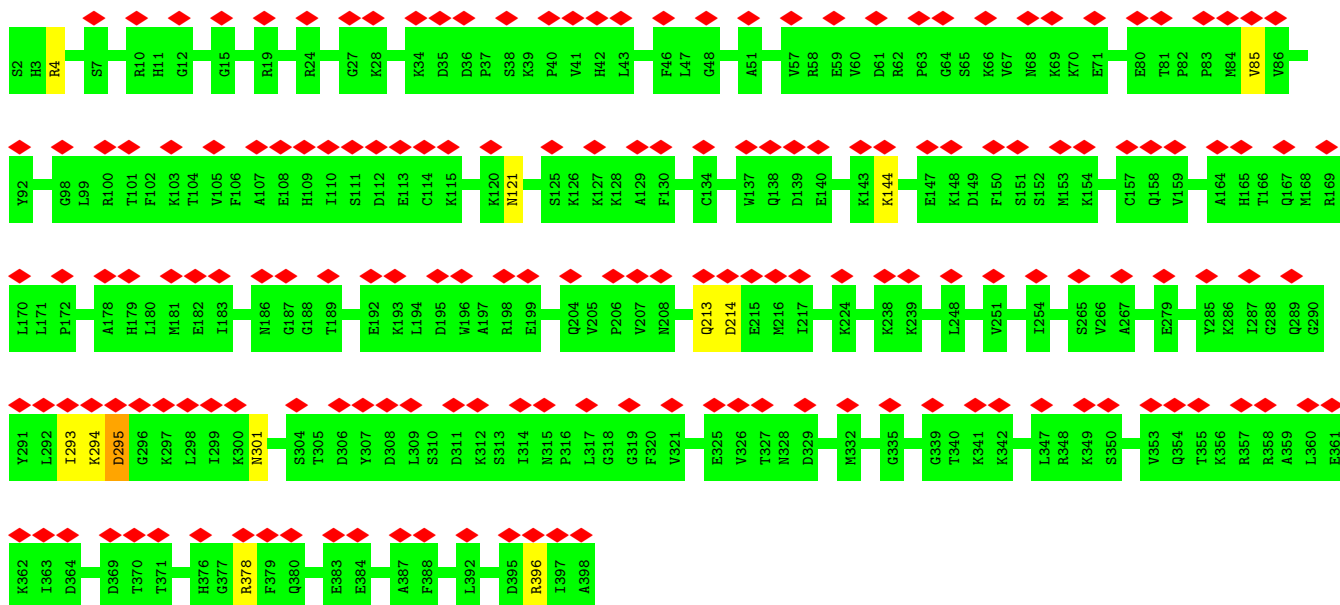 S2 H3 R4 S7 R10 H11 G12 G15 R19 R24 G27 K28 K34 D35 D36 P37 S38 K39 P40 V41 H42 L43 F46 L47 G48 A51 V57 R58 E59 V60 D61 R62 P63 G64 S65 K66 V67 N68 K69 K70 E71 E80 T81 P82 P83 M84 V85 V86
Y92 G98 L99 R100 T101 F102 K103 T104 V105 F106 A107 E108 H109 I110 S111 D112 E113 C114 K115 K120 N121 S125 K126 K127 K128 A129 F130 C134 W137 Q138 D139 E140 K143 K144 E147 K148 D149 F150 S151 S152 M153 K154 C157 Q158 V159 A164 H165 T166 Q167 M168 R169
L170 L171 P172 A178 H179 L180 M181 E182 I183 N186 G187 G188 T189 E192 K193 L194 D195 W196 A197 R198 E199 Q204 V205 P206 V207 N208 Q213 D214 E215 M216 I217 K224 K238 K239 L248 V251 I254 S265 V266 A267 E279 Y285 K286 I287 G288 Q289 G290
Y291 L292 I293 K294 D295 G296 K297 L298 I299 K300 N301 S304 T305 D306 Y307 D308 L309 S310 D311 K312 S313 I314 N315 P316 L317 G318 G319 F320 V321 E325 V326 T327 N328 D329 M332 G335 G339 T340 K341 K342 L347 R348 K349 S350 V353 Q354 T355 K356 R357 R358 A359 L360 E361
K362 I363 D364 D369 T370 T371 H376 G377 R378 F379 Q380 E383 E384 A387 F388 L392 D395 R396 I397 A398